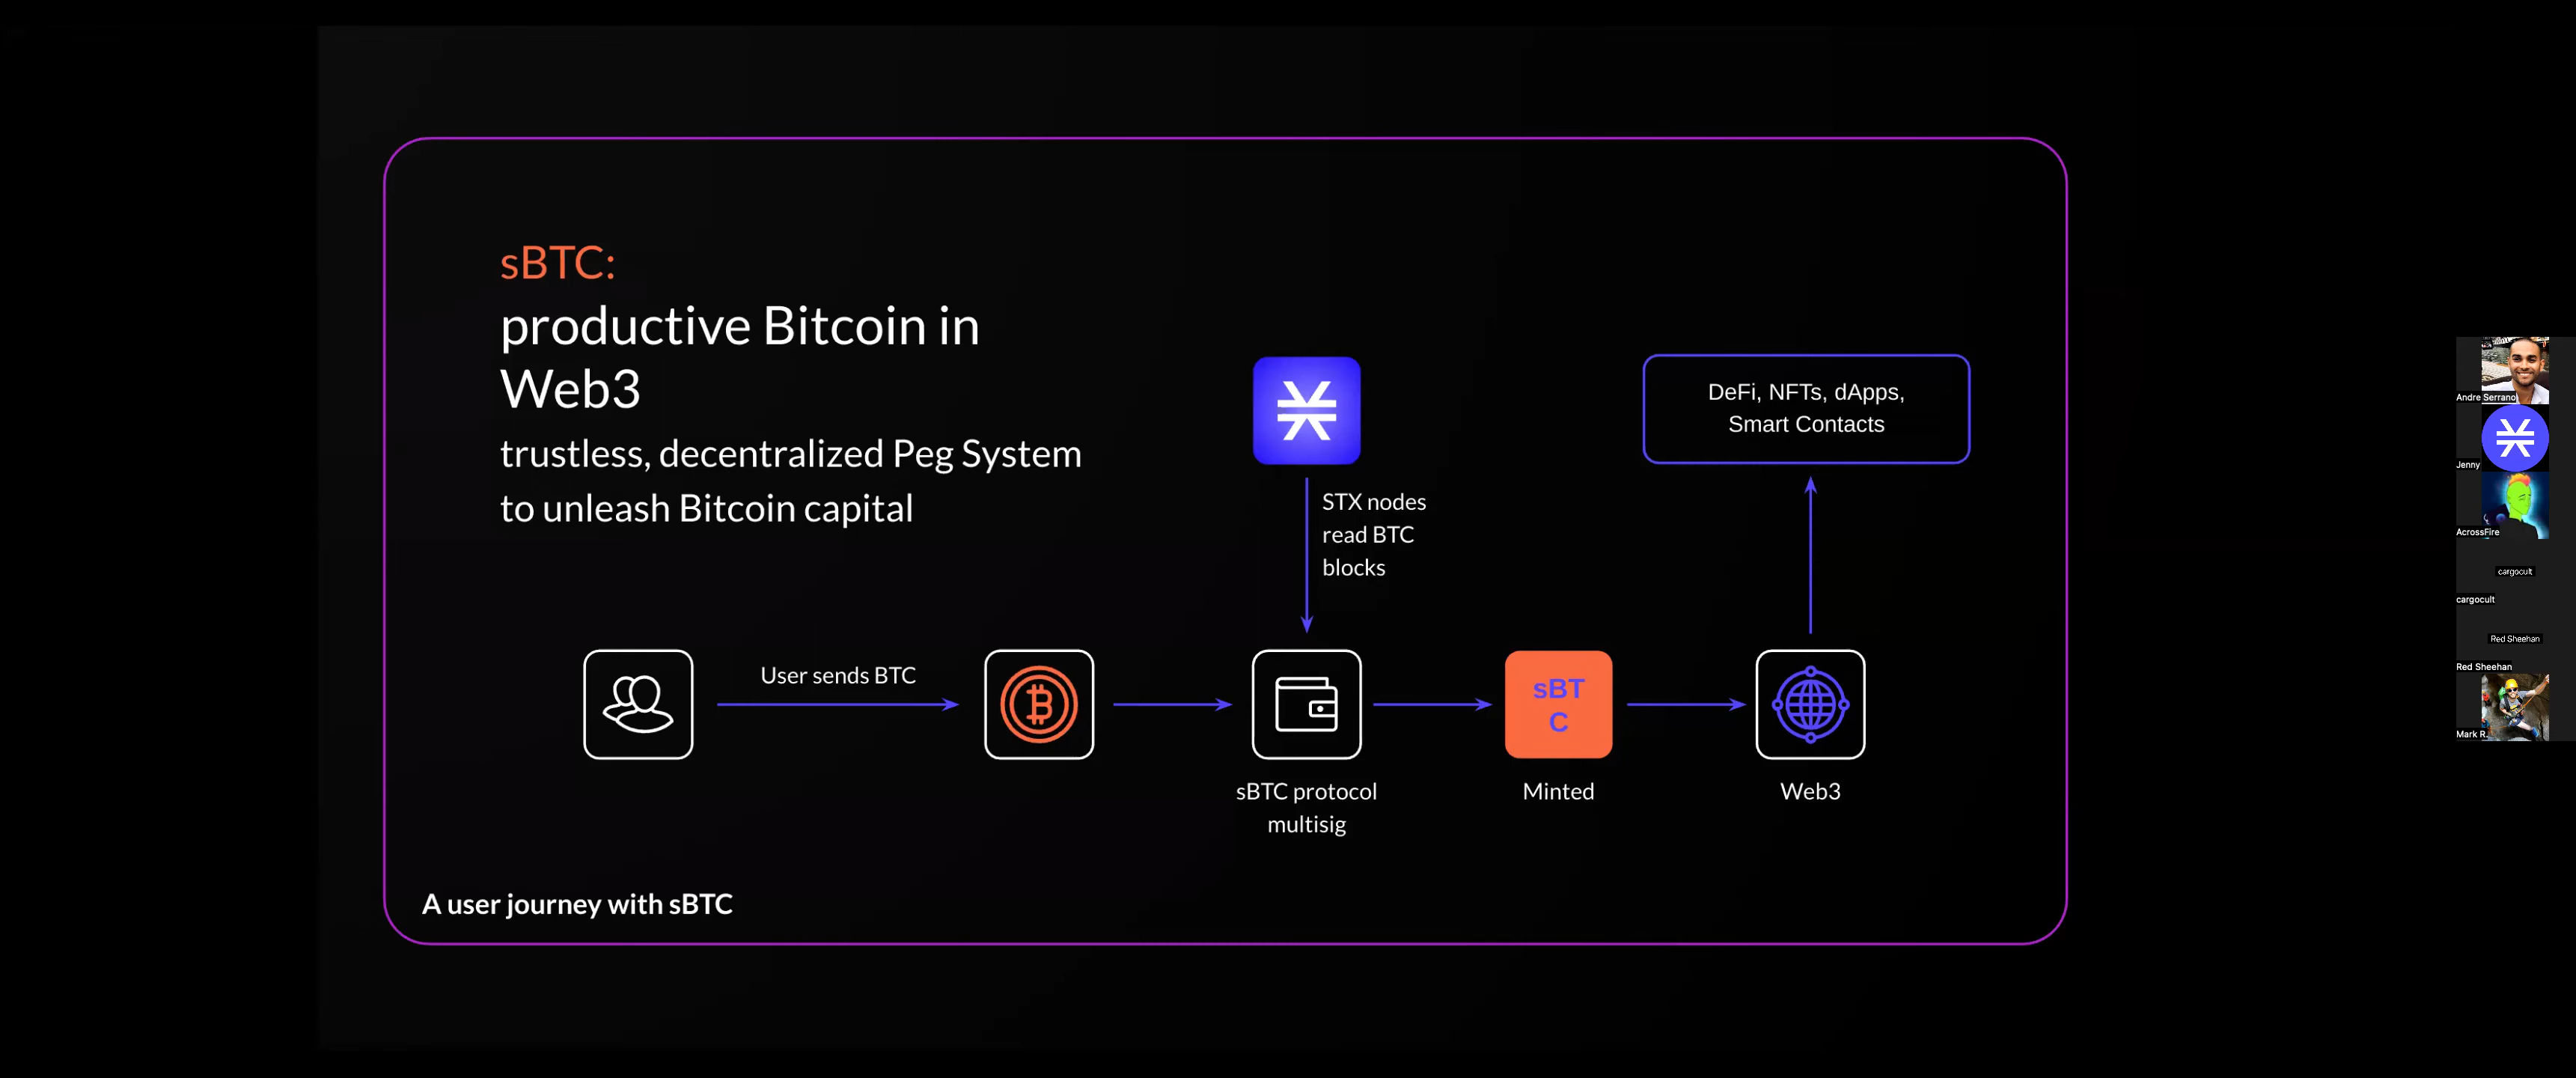 sBTC:
productive Bitcoin in
Web3
trustless, decentralized Peg System
to unleash Bitcoin capital
DeFi, NFTs, dApps,
Smart Contacts
STX nodes
read BTC
blocks
User sends BTC
sBT
C
sBTC protocol
multisig
Minted
Web3
A user journey with sBTC
Andre Serrano
Jenny
AcrossFire
cargocult
cargocult
Red Sheehan
Red Sheehan
Mark R.